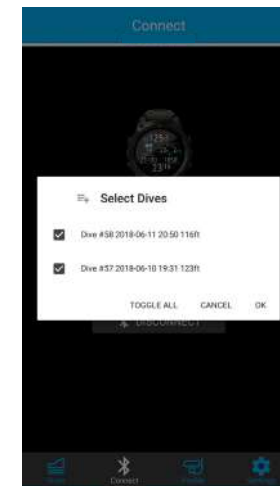 Connect
Select Dives
Dive #58 2018-06-11 20:50 116ft
Dive #57 2018-06-10 19:31 123ft
TOGGLE ALL CANCEL OK
DISCONNECT
Connect